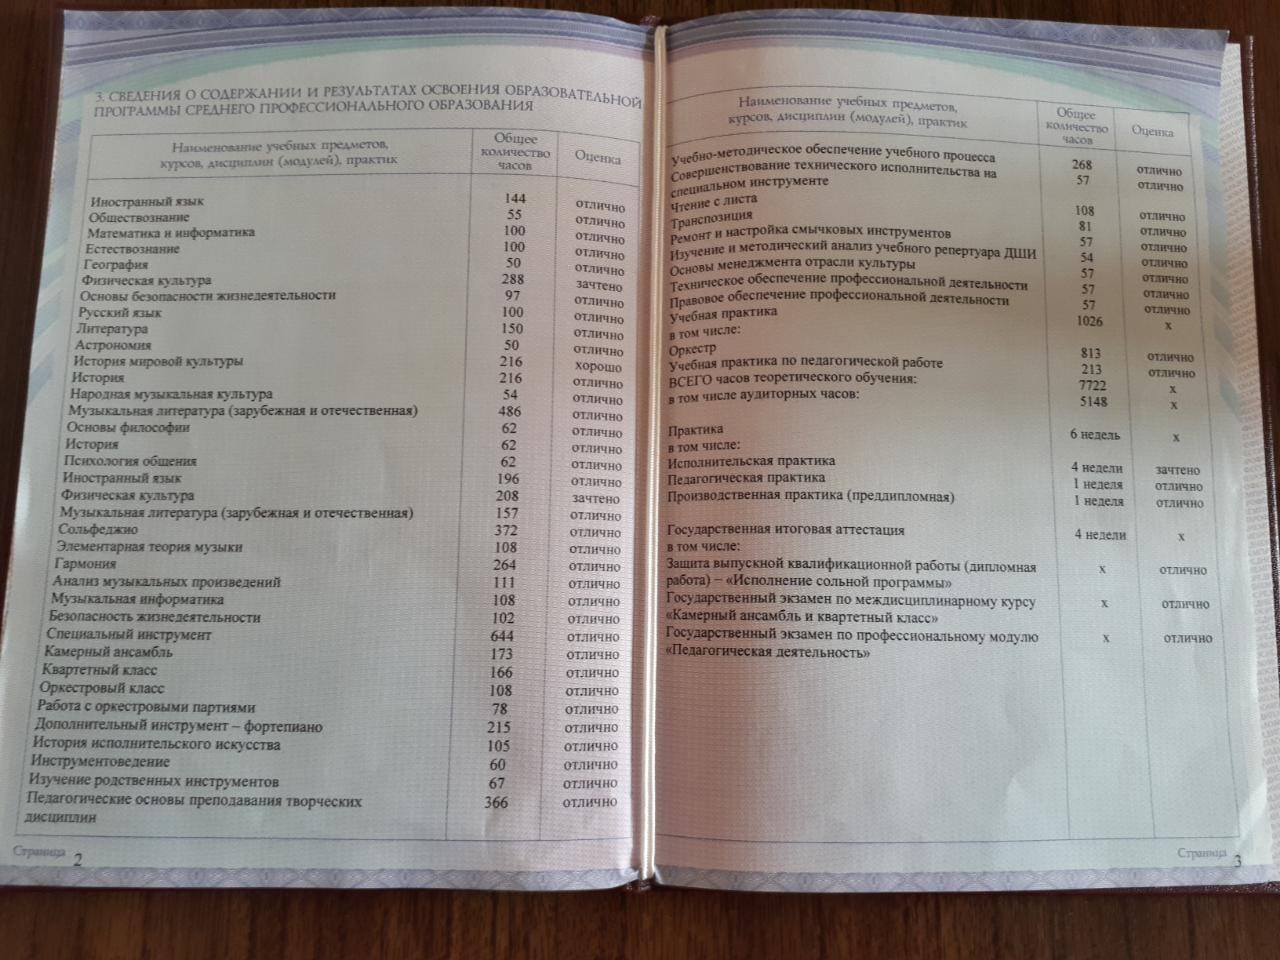 3. СВЕДЕНИЯ О СОДЕРЖАНИИ И РЕЗУЛЬТАТАХ ОСВОЕНИЯ ОБРАЗОВАТЕЛЬНОЙ
ПРОГРАММЫ СРЕДНЕГО ПРОФЕССИОНАЛЬНОГО ОБРАЗОВАНИЯ
Наименование учебных предметов, курсов, дисциплин (модулей), практик Общее количество часов Оценка
Иностранный язык 144 отлично
Обществознание 55 отлично
Математика и информатика 100 отлично
Естествознание 100 отлично
География 50 отлично
Физическая культура 288 зачтено
Основы безопасности жизнедеятельности 97 отлично
Русский язык 100 отлично
Литература 150 отлично
Астрономия 50 отлично
История мировой культуры 216 хорошо
История 216 отлично
Народная музыкальная культура 54 отлично
Музыкальная литература (зарубежная и отечественная) 486 отлично
Основы философии 62 отлично
История 62 отлично
Психология общения 62 отлично
Иностранный язык 196 отлично
Физическая культура 208 зачтено
Музыкальная литература (зарубежная и отечественная) 157 отлично
Сольфеджио 372 отлично
Элементарная теория музыки 108 отлично
Гармония 264 отлично
Анализ музыкальных произведений 111 отлично
Музыкальная информатика 108 отлично
Безопасность жизнедеятельности 102 отлично
Специальный инструмент 644 отлично
Камерный ансамбль 173 отлично
Квартетный класс 166 отлично
Оркестровый класс 108 отлично
Работа с оркестровыми партиями 78 отлично
Дополнительный инструмент – фортепиано 215 отлично
История исполнительского искусства 105 отлично
Инструментоведение 60 отлично
Изучение родственных инструментов 67 отлично
Педагогические основы преподавания творческих 366 отлично
дисциплин
Страница 2
Наименование учебных предметов, курсов, дисциплин (модулей), практик Общее количество часов Оценка
Учебно-методическое обеспечение учебного процесса 268 отлично
Совершенствование технического исполнительства на 57 отлично
специальном инструменте
Чтение с листа 108 отлично
Транспозиция 81 отлично
Ремонт и настройка смычковых инструментов 57 отлично
Изучение и методический анализ учебного репертуара ДШИ 54 отлично
Основы менеджмента отрасли культуры 57 отлично
Техническое обеспечение профессиональной деятельности 57 отлично
Правовое обеспечение профессиональной деятельности 57 отлично
Учебная практика 1026 х
в том числе:
Оркестр 813 отлично
Учебная практика по педагогической работе 213 отлично
ВСЕГО часов теоретического обучения: 7722 х
в том числе аудиторных часов: 5148 х
Практика 6 недель х
в том числе:
Исполнительская практика 4 недели зачтено
Педагогическая практика 1 неделя отлично
Производственная практика (преддипломная) 1 неделя отлично
Государственная итоговая аттестация 4 недели х
в том числе:
Защита выпускной квалификационной работы (дипломная х отлично
работа) – «Исполнение сольной программы»
Государственный экзамен по междисциплинарному курсу х отлично
«Камерный ансамбль и квартетный класс»
Государственный экзамен по профессиональному модулю х отлично
«Педагогическая деятельность»
Страница 3